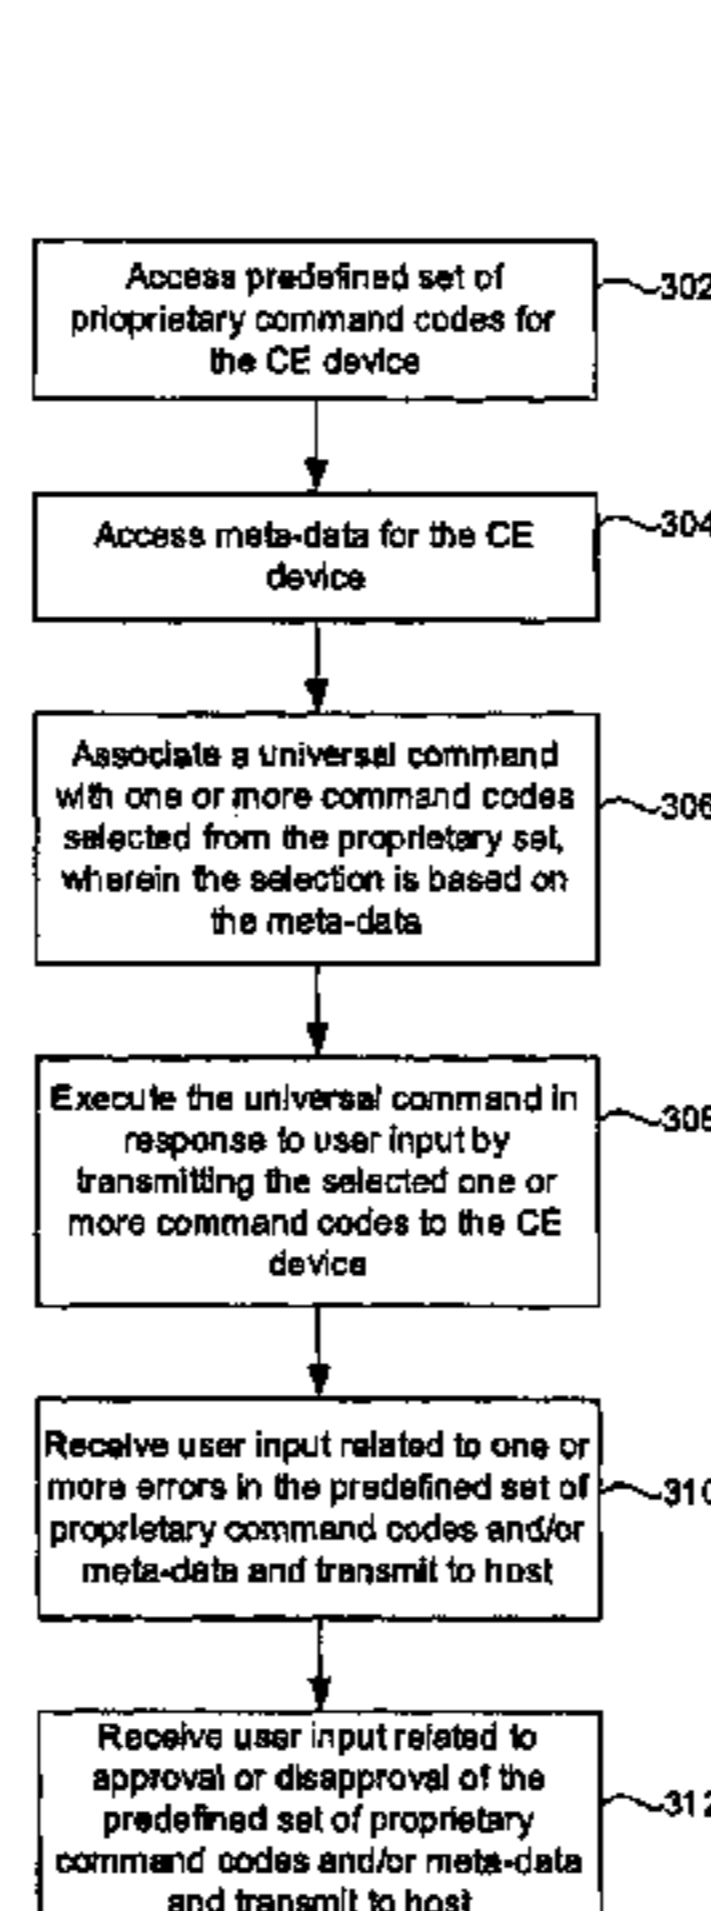 Access predefined set of
prioprietary command codes for
the CE device
302
Access meta-data for the CE
device
304
Associate a universal command
with one or more command codes
selected from the proprietary set,
wherein the selection is based on
the meta-data
306
Execute the universal command in
response to user input by
transmitting the selected one or
more command codes to the CE
device
308
Receive user input related to one or
more errors in the predefined set of
proprietary command codes and/or
meta-data and transmit to host
310
Receive user input related to
approval or disapproval of the
predefined set of proprietary
command codes and/or meta-data
and transmit to host
312